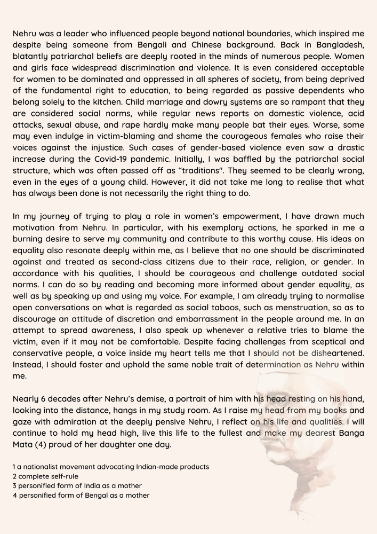 Nehru was a leader who influenced people beyond national boundaries, which inspired me
despite being someone from Bengali and Chinese background. Back in Bangladesh,
blatantly patriarchal beliefs are deeply rooted in the minds of numerous people. Women
and girls face widespread discrimination and violence. It is even considered acceptable
for women to be dominated and oppressed in all spheres of society, from being deprived
of the fundamental right to education, to being regarded as passive dependents who
belong solely to the kitchen. Child marriage and dowry systems are so rampant that they
are considered social norms, while regular news reports on domestic violence, acid
attacks, sexual abuse, and rape hardly make many people bat their eyes. Worse, some
may even indulge in victim-blaming and shame the courageous females who raise their
voices against the injustice. Such cases of gender-based violence even saw a drastic
increase during the Covid-19 pandemic. Initially, I was baffled by the patriarchal social
structure, which was often passed off as "traditions". They seemed to be clearly wrong,
even in the eyes of a young child. However, it did not take me long to realise that what
has always been done is not necessarily the right thing to do.
In my journey of trying to play a role in women's empowerment, I have drawn much
motivation from Nehru. In particular, with his exemplary actions, he sparked in me a
burning desire to serve my community and contribute to this worthy cause. His ideas on
equality also resonate deeply within me, as I believe that no one should be discriminated
against and treated as second-class citizens due to their race, religion, or gender. In
accordance with his qualities, I should be courageous and challenge outdated social
norms. I can do so by reading and becoming more informed about gender equality, as
well as by speaking up and using my voice. For example, I am already trying to normalise
open conversations on what is regarded as social taboos, such as menstruation, so as to
discourage an attitude of discretion and embarrassment in the people around me. In an
attempt to spread awareness, I also speak up whenever a relative tries to blame the
victim, even if it may not be comfortable. Despite facing challenges from sceptical and
conservative people, a voice inside my heart tells me that I should not be disheartened.
Instead, I should foster and uphold the same noble trait of determination as Nehru within
me.
Nearly 6 decades after Nehru's demise, a portrait of him with his head resting on his hand,
looking into the distance, hangs in my study room. As I raise my head from my books and
gaze with admiration at the deeply pensive Nehru, I reflect on his life and qualities. I will
continue to hold my head high, live this life to the fullest and make my dearest Banga
Mata (4) proud of her daughter one day.
1 a nationalist movement advocating Indian-made products
2 complete self-rule
3 personified form of India as a mother
4 personified form of Bengal as a mother